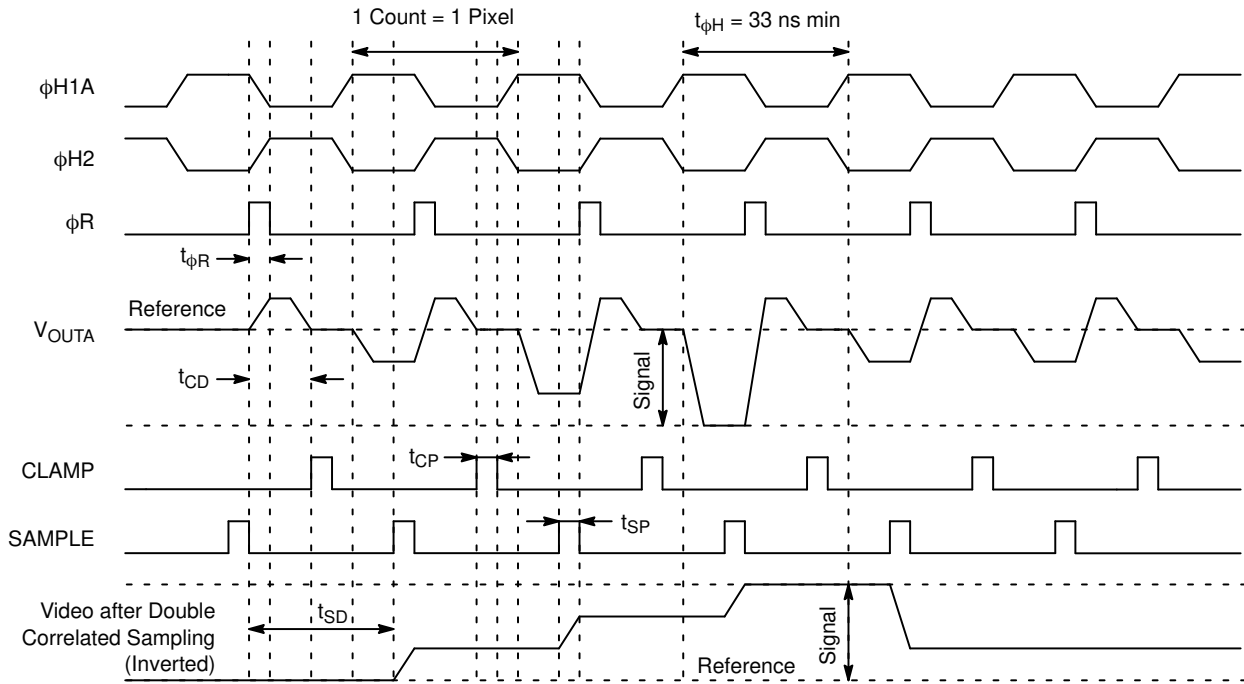 1 Count = 1 Pixel
tϕH = 33 ns min
ϕH1A
ϕH2
ϕR
tϕR
Reference
VOUTA
tCD
Signal
tCP
CLAMP
tSP
SAMPLE
Video after Double
Correlated Sampling
(Inverted)
tSD
Reference
Signal